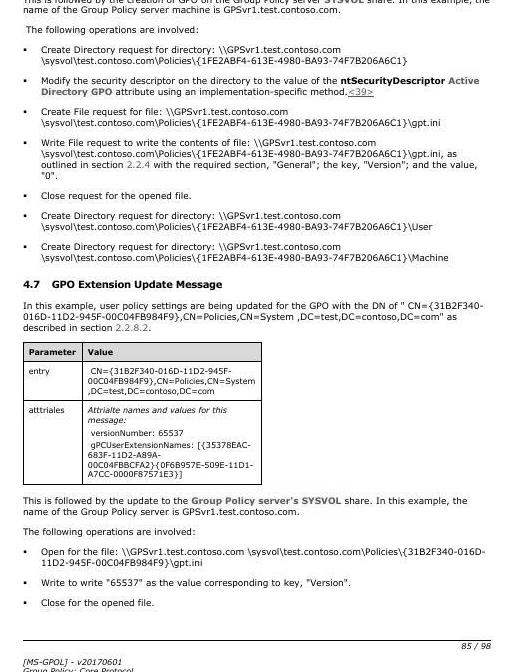 This is followed by the creation of GPO on the Group Policy server SYSVOL share. In this example, the
name of the Group Policy server machine is GPSvr1.test.contoso.com.
The following operations are involved:
▪ Create Directory request for directory: \\GPSvr1.test.contoso.com
\sysvol\test.contoso.com\Policies\{1FE2ABF4-613E-4980-BA93-74F7B206A6C1}
▪ Modify the security descriptor on the directory to the value of the ntSecurityDescriptor Active
Directory GPO attribute using an implementation-specific method.<39>
▪ Create File request for file: \\GPSvr1.test.contoso.com
\sysvol\test.contoso.com\Policies\{1FE2ABF4-613E-4980-BA93-74F7B206A6C1}\gpt.ini
▪ Write File request to write the contents of file: \\GPSvr1.test.contoso.com
\sysvol\test.contoso.com\Policies\{1FE2ABF4-613E-4980-BA93-74F7B206A6C1}\gpt.ini, as
outlined in section 2.2.4 with the required section, "General"; the key, "Version"; and the value,
"0".
▪ Close request for the opened file.
▪ Create Directory request for directory: \\GPSvr1.test.contoso.com
\sysvol\test.contoso.com\Policies\{1FE2ABF4-613E-4980-BA93-74F7B206A6C1}\User
▪ Create Directory request for directory: \\GPSvr1.test.contoso.com
\sysvol\test.contoso.com\Policies\{1FE2ABF4-613E-4980-BA93-74F7B206A6C1}\Machine
4.7 GPO Extension Update Message
In this example, user policy settings are being updated for the GPO with the DN of " CN={31B2F340-
016D-11D2-945F-00C04FB984F9},CN=Policies,CN=System ,DC=test,DC=contoso,DC=com" as
described in section 2.2.8.2.
Parameter Value
entry CN={31B2F340-016D-11D2-945F-
00C04FB984F9},CN=Policies,CN=System
,DC=test,DC=contoso,DC=com
atttriales Attrialte names and values for this
message:
versionNumber: 65537
gPCUserExtensionNames: [{35378EAC-
683F-11D2-A89A-
00C04FBBCFA2}{0F6B957E-509E-11D1-
A7CC-0000F87571E3}]
This is followed by the update to the Group Policy server's SYSVOL share. In this example, the
name of the Group Policy server is GPSvr1.test.contoso.com.
The following operations are involved:
▪ Open for the file: \\GPSvr1.test.contoso.com \sysvol\test.contoso.com\Policies\{31B2F340-016D-
11D2-945F-00C04FB984F9}\gpt.ini
▪ Write to write "65537" as the value corresponding to key, "Version".
▪ Close for the opened file.
85 / 98
[MS-GPOL] - v20170601
Group Policy: Core Protocol